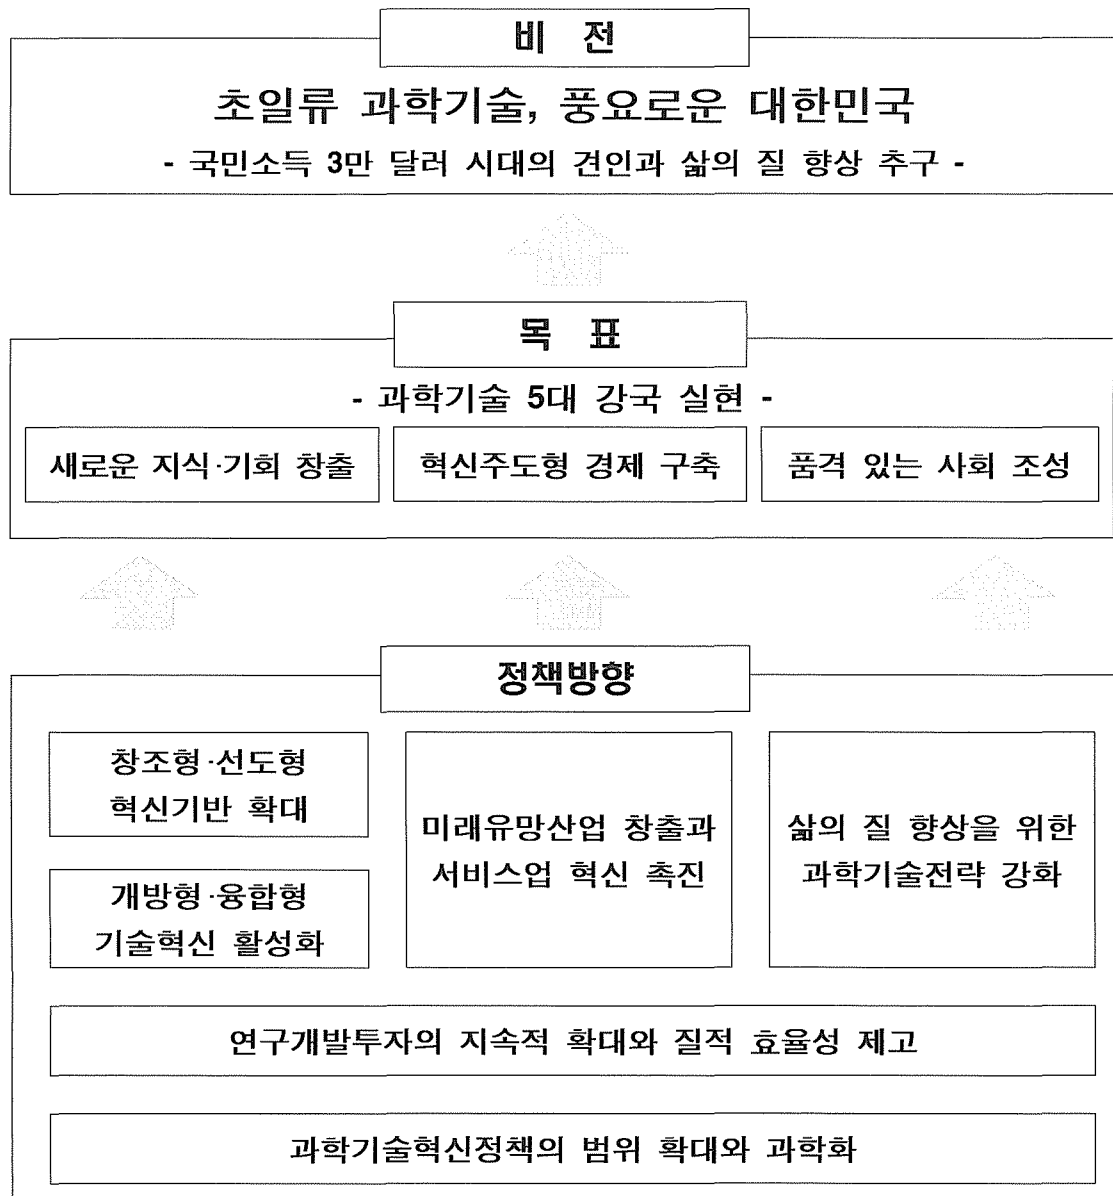 비 전
초일류 과학기술, 풍요로운 대한민국
- 국민소득 3만 달러 시대의 견인과 삶의 질 향상 추구 -
목 표
- 과학기술 5대 강국 실현 -
새로운 지식·기회 창출
혁신주도형 경제 구축
품격 있는 사회 조성
정책방향
창조형·선도형
혁신기반 확대
개방형·융합형
기술혁신 활성화
미래유망산업 창출과
서비스업 혁신 촉진
삶의 질 향상을 위한
과학기술전략 강화
연구개발투자의 지속적 확대와 질적 효율성 제고
과학기술혁신정책의 범위 확대와 과학화